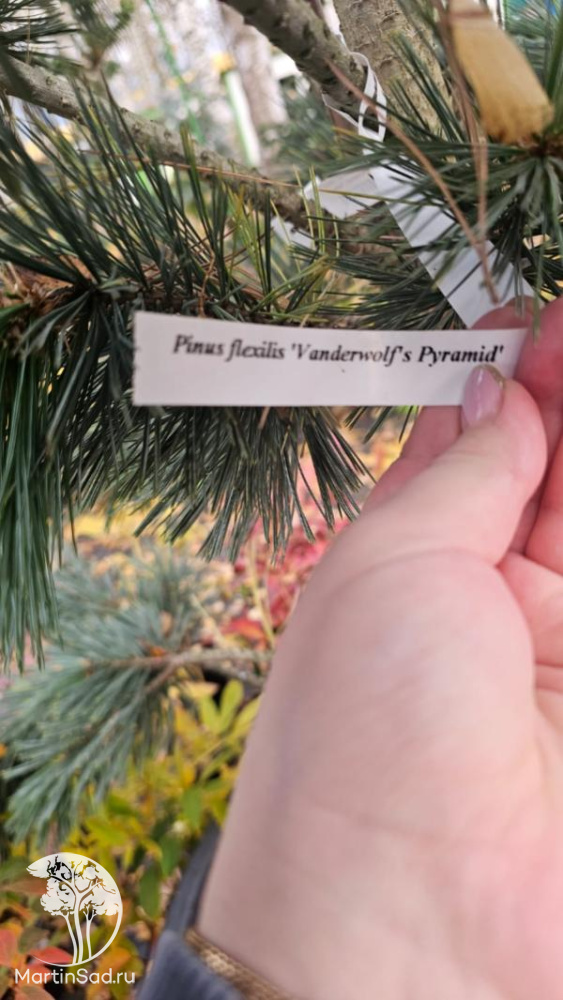 Pinus flexilis 'Vanderwolf's Pyramid'
MartinSad.ru